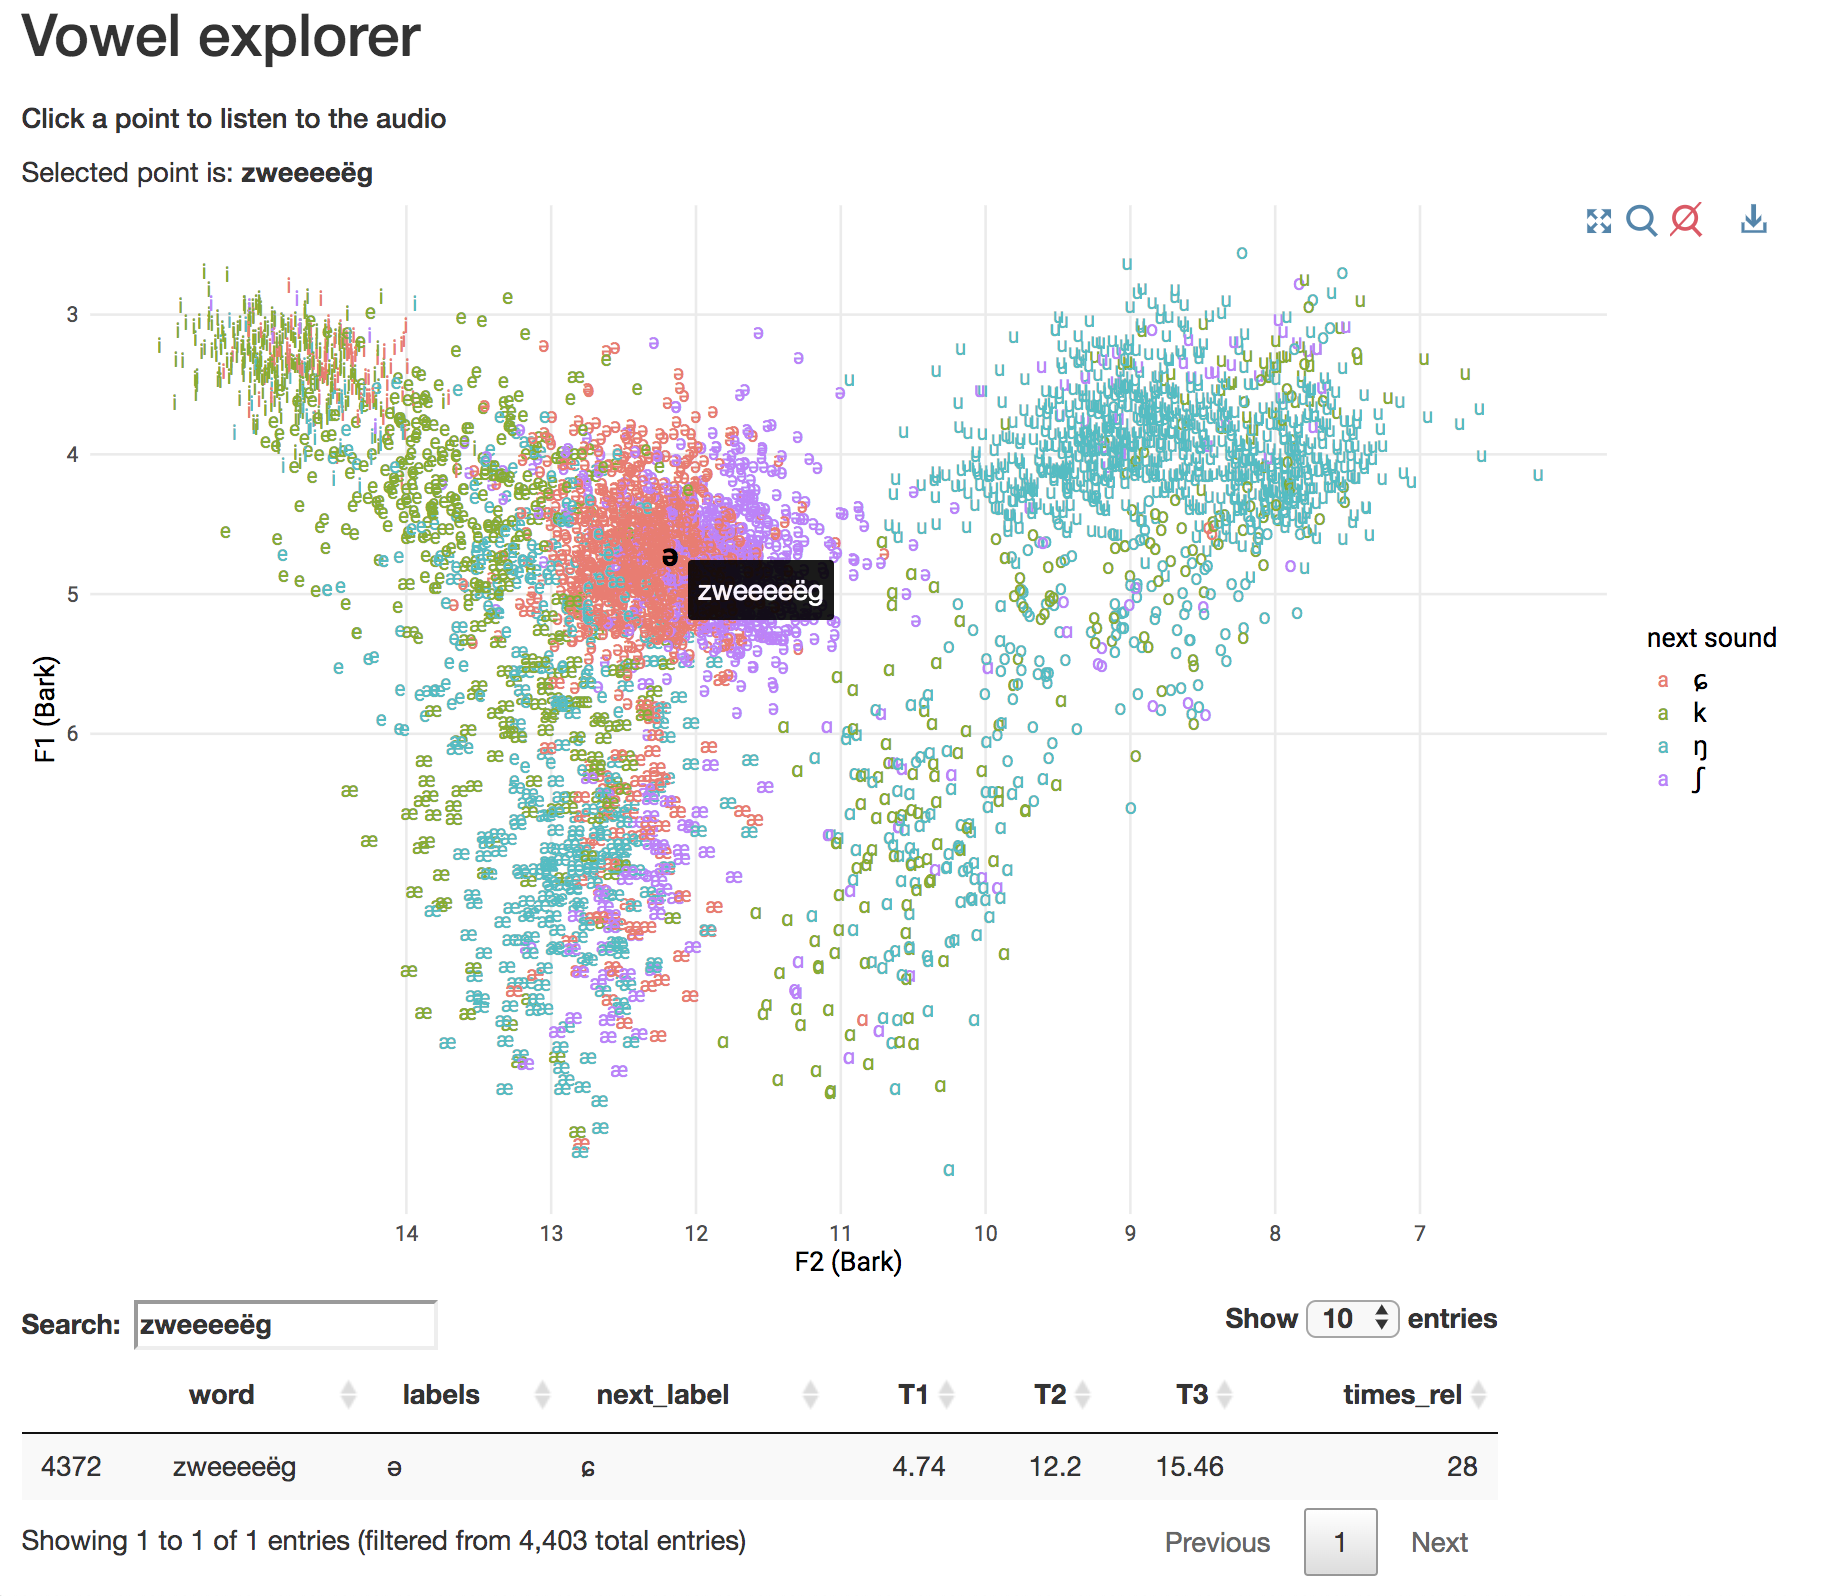 Vowel explorer
Click a point to listen to the audio
Selected point is: zweeeeëg
3
4
5
6
F1 (Bark)
ə
zweeeeëg
next sound
a ɕ
a k
a ŋ
a ʃ
14 13 12 11 10 9 8 7
F2 (Bark)
Search: zweeeeëg
Show 10 entries
word labels next_label T1 T2 T3 times_rel
4372 zweeeeëg ə ɕ 4.74 12.2 15.46 28
Showing 1 to 1 of 1 entries (filtered from 4,403 total entries)
Previous 1 Next